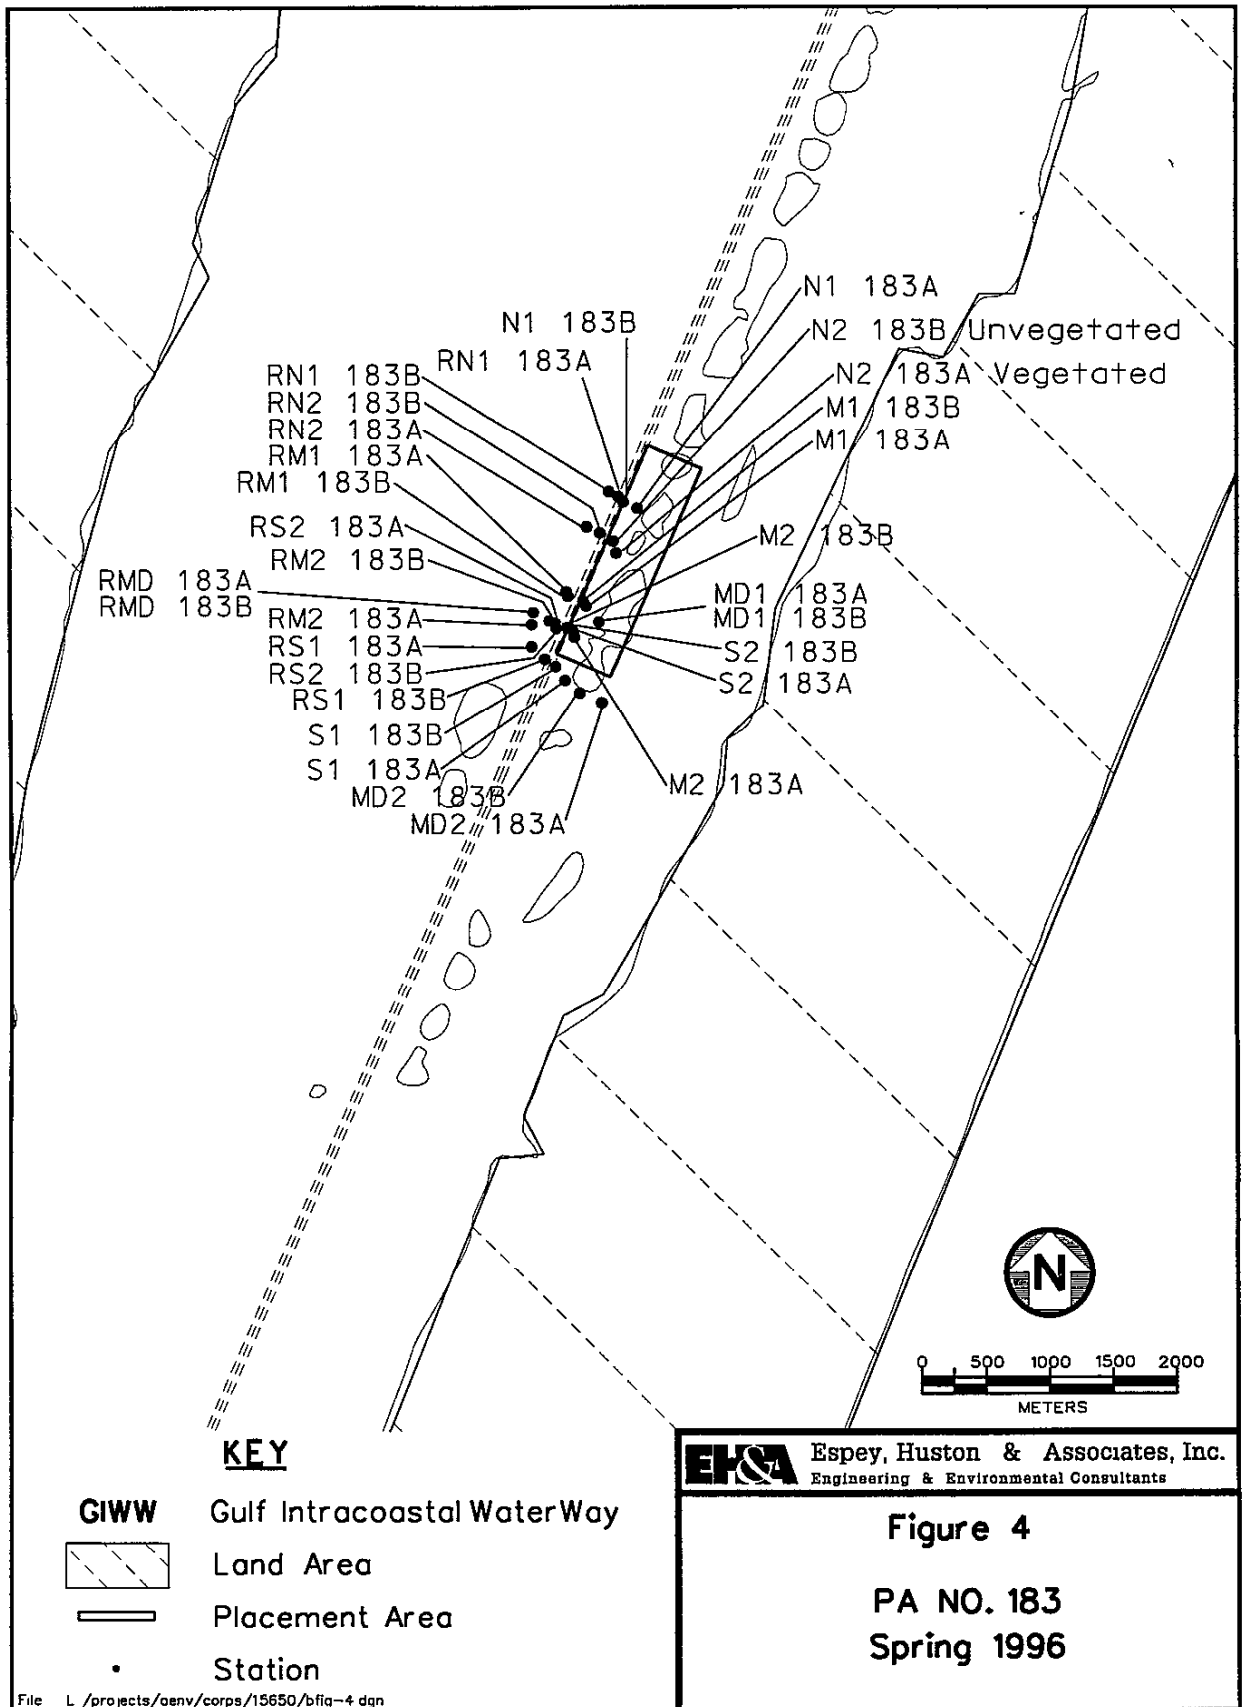 N1 183A
N1 183B
N2 183B Unvegetated
RN1 183A
RN1 183B
N2 183A Vegetated
RN2 183B
M1 183B
RN2 183A
M1 183A
RM1 183A
RM1 183B
RS2 183A
M2 183B
RM2 183B
RMD 183A
MD1 183A
RMD 183B
RM2 183A
MD1 183B
RS1 183A
S2 183B
RS2 183B
S2 183A
RS1 183B
S1 183B
S1 183A
M2 183A
MD2 183B
MD2 183A
N
0 500 1000 1500 2000
METERS
KEY
GIWW Gulf Intracoastal WaterWay
Land Area
Placement Area
Station
File L /projects/aenv/corps/15650/bfig-4 dgn
EH&A Espey, Huston & Associates, Inc.
Engineering & Environmental Consultants
Figure 4
PA NO. 183
Spring 1996